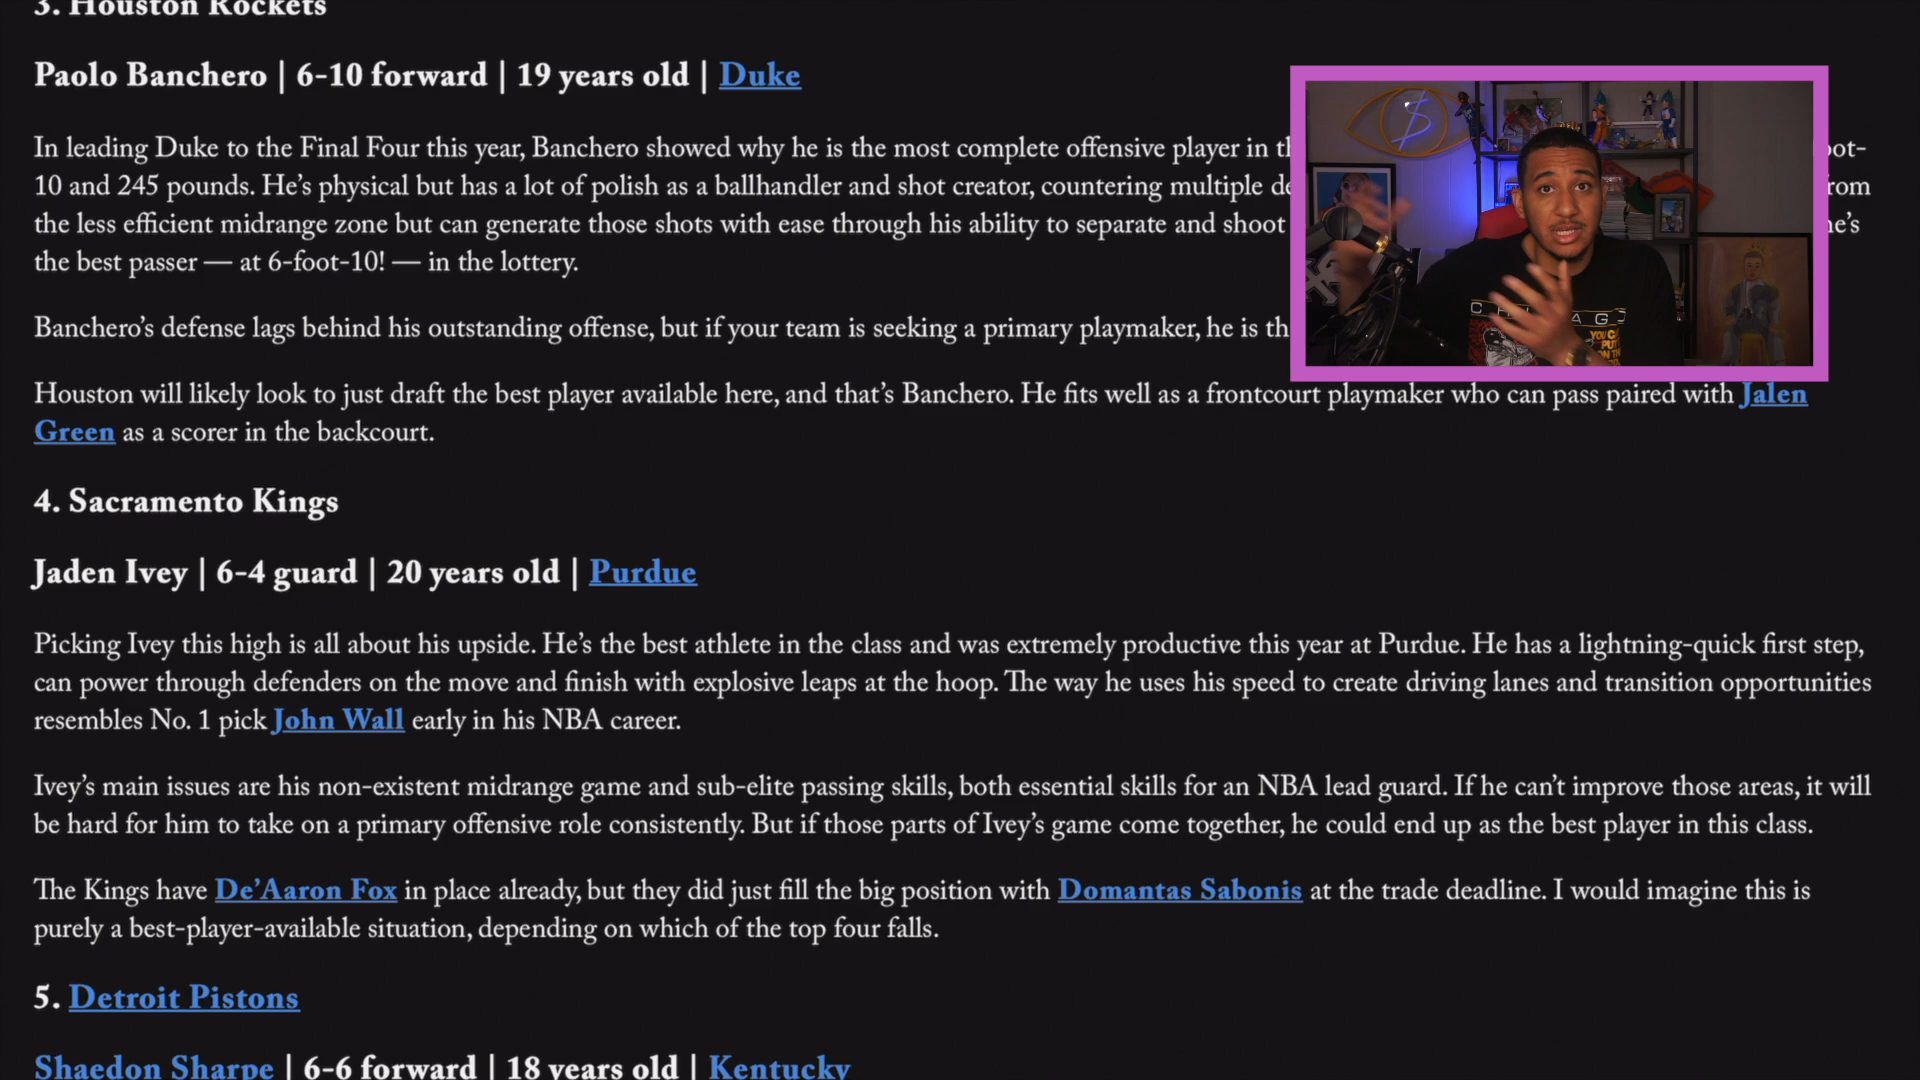 3. Houston Rockets
Paolo Banchero | 6-10 forward | 19 years old | Duke
In leading Duke to the Final Four this year, Banchero showed why he is the most complete offensive player in
10 and 245 pounds. He's physical but has a lot of polish as a ballhandler and shot creator, countering multiple
the less efficient midrange zone but can generate those shots with ease through his ability to separate and shoot he's
the best passer — at 6-foot-10! — in the lottery.
Banchero's defense lags behind his outstanding offense, but if your team is seeking a primary playmaker, he is
Houston will likely look to just draft the best player available here, and that's Banchero. He fits well as a frontcourt playmaker who can pass paired with Jalen
Green as a scorer in the backcourt.
4. Sacramento Kings
Jaden Ivey | 6-4 guard | 20 years old | Purdue
Picking Ivey this high is all about his upside. He's the best athlete in the class and was extremely productive this year at Purdue. He has a lightning-quick first step,
can power through defenders on the move and finish with explosive leaps at the hoop. The way he uses his speed to create driving lanes and transition opportunities
resembles No. 1 pick John Wall early in his NBA career.
Ivey's main issues are his non-existent midrange game and sub-elite passing skills, both essential skills for an NBA lead guard. If he can't improve those areas, it will
be hard for him to take on a primary offensive role consistently. But if those parts of Ivey's game come together, he could end up as the best player in this class.
The Kings have De'Aaron Fox in place already, but they did just fill the big position with Domantas Sabonis at the trade deadline. I would imagine this is
purely a best-player-available situation, depending on which of the top four falls.
5. Detroit Pistons
Shaedon Sharpe | 6-6 forward | 18 years old | Kentucky